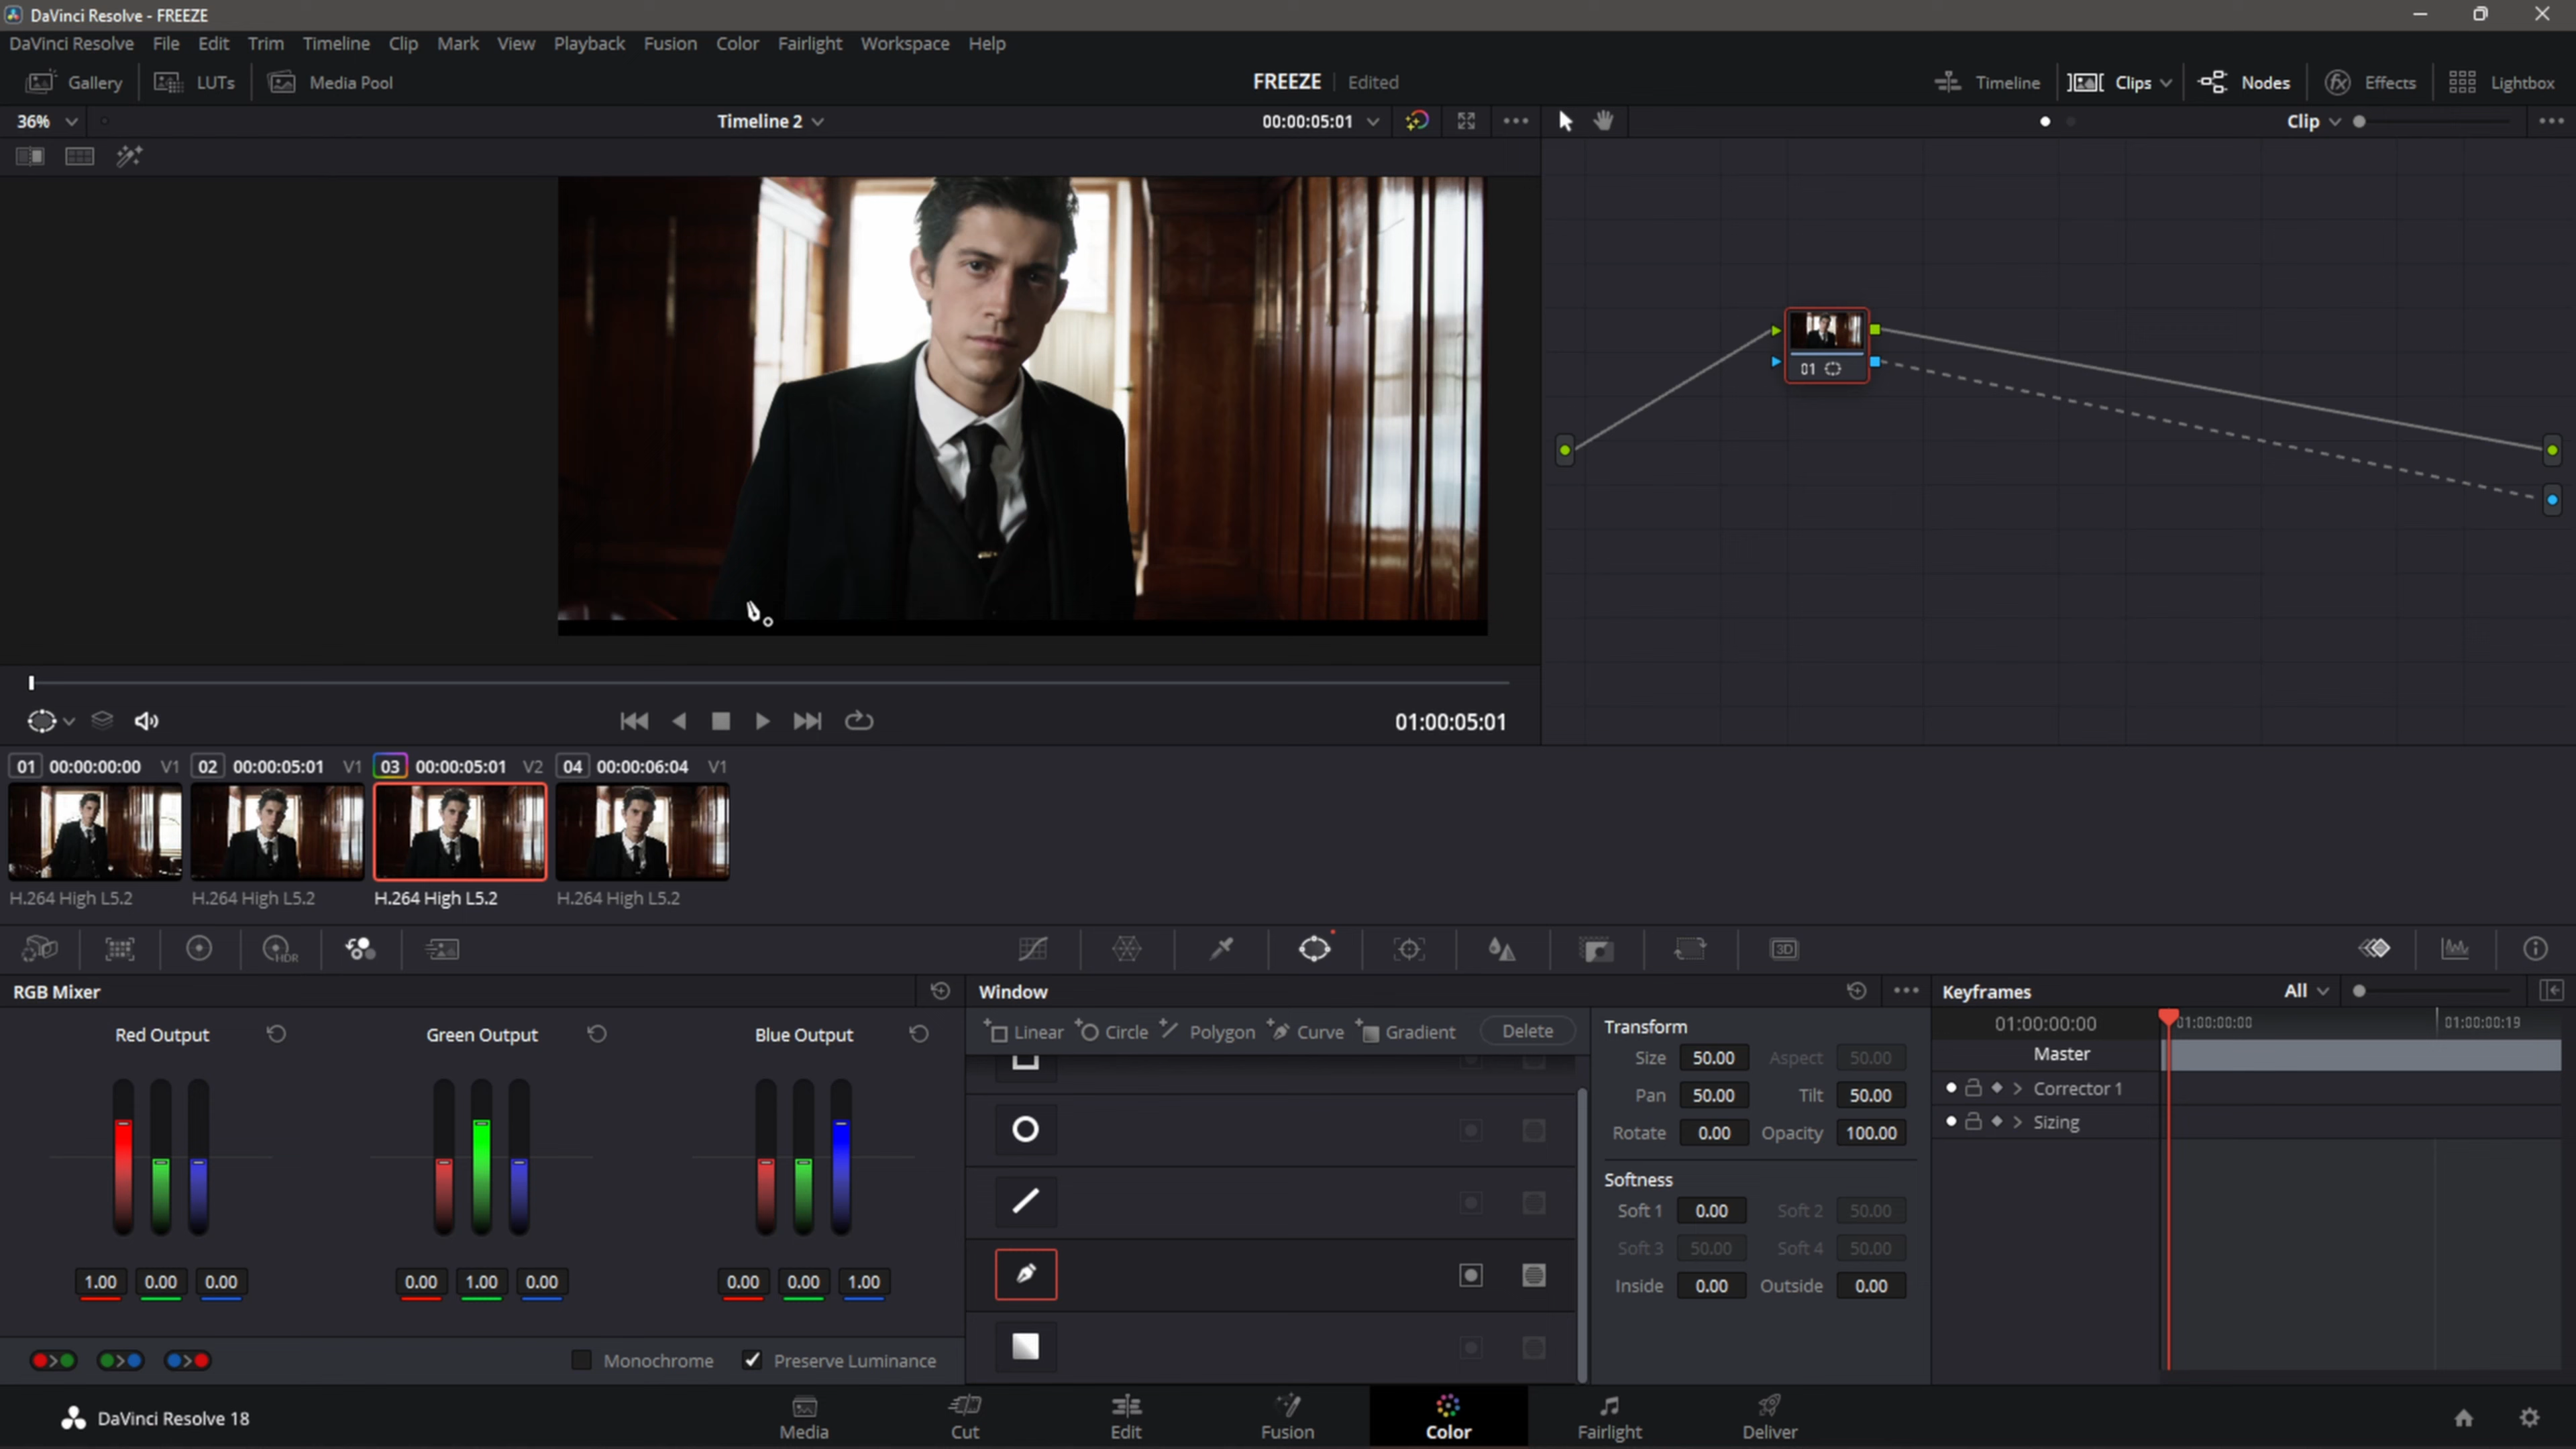 DaVinci Resolve - FREEZE
DaVinci Resolve File Edit Trim Timeline Clip Mark View Playback Fusion Color Fairlight Workspace Help
Gallery LUTs Media Pool FREEZE Edited Timeline Clips Nodes Effects Lightbox
36% Timeline 2 00:00:05:01 Clip
01
01:00:05:01
01 00:00:00:00 V1 02 00:00:05:01 V1 03 00:00:05:01 V2 04 00:00:06:04 V1
H.264 High L5.2 H.264 High L5.2 H.264 High L5.2 H.264 High L5.2
HDR 3D
RGB Mixer Window Keyframes All
Red Output Green Output Blue Output
Linear Circle Polygon Curve Gradient Delete
1.00 0.00 0.00 0.00 1.00 0.00 0.00 0.00 1.00
Monochrome Preserve Luminance
Transform
Size 50.00 Aspect 50.00
Pan 50.00 Tilt 50.00
Rotate 0.00 Opacity 100.00
Softness
Soft 1 0.00 Soft 2 50.00
Soft 3 50.00 Soft 4 50.00
Inside 0.00 Outside 0.00
01:00:00:00 01:00:00:00 01:00:00:19
Master
Corrector 1
Sizing
DaVinci Resolve 18 Media Cut Edit Fusion Color Fairlight Deliver